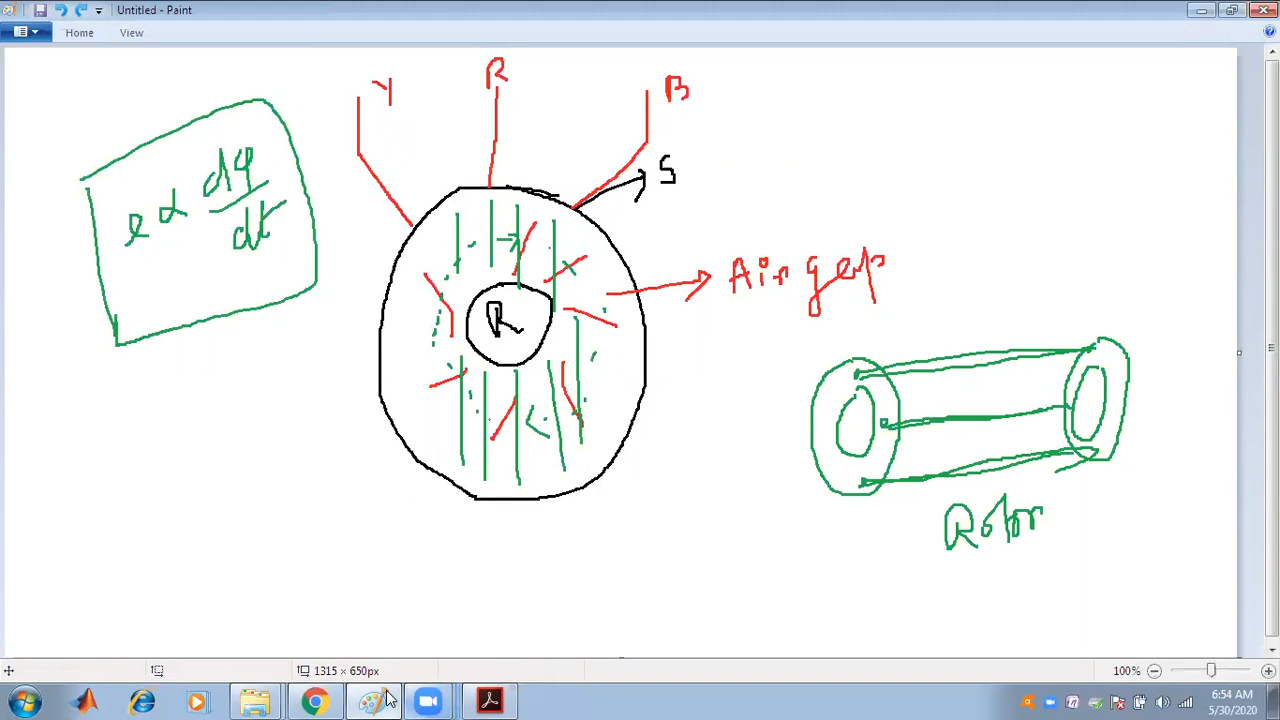 Untitled - Paint
Home View
Y
R
B
S
e α dφ
dt
R
Air gap
Rotor
1315 × 650px
100%
6:54 AM
5/30/2020